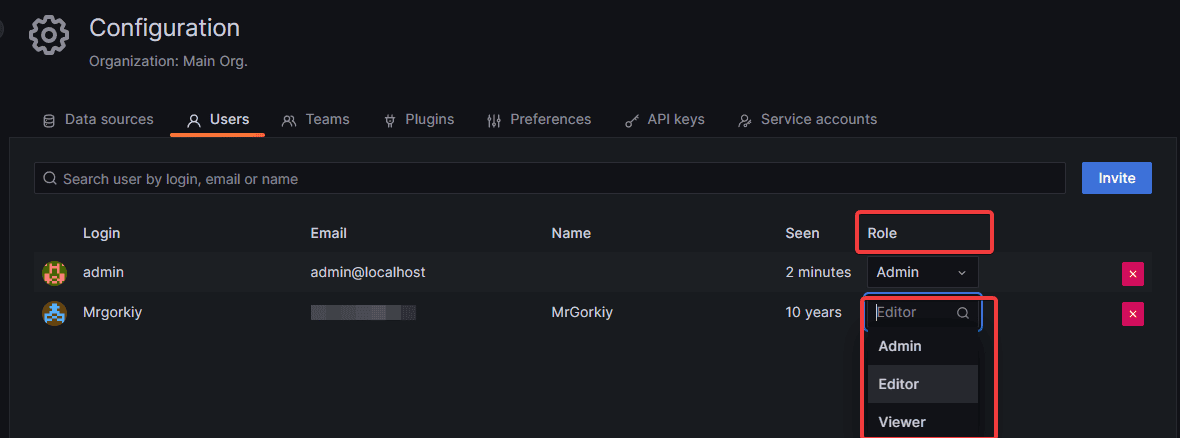 Configuration
Organization: Main Org.
Data sources Users Teams Plugins Preferences API keys Service accounts
Search user by login, email or name Invite
Login Email Name Seen Role
admin admin@localhost 2 minutes Admin
Mrgorkiy MrGorkiy 10 years Editor
Admin
Editor
Viewer